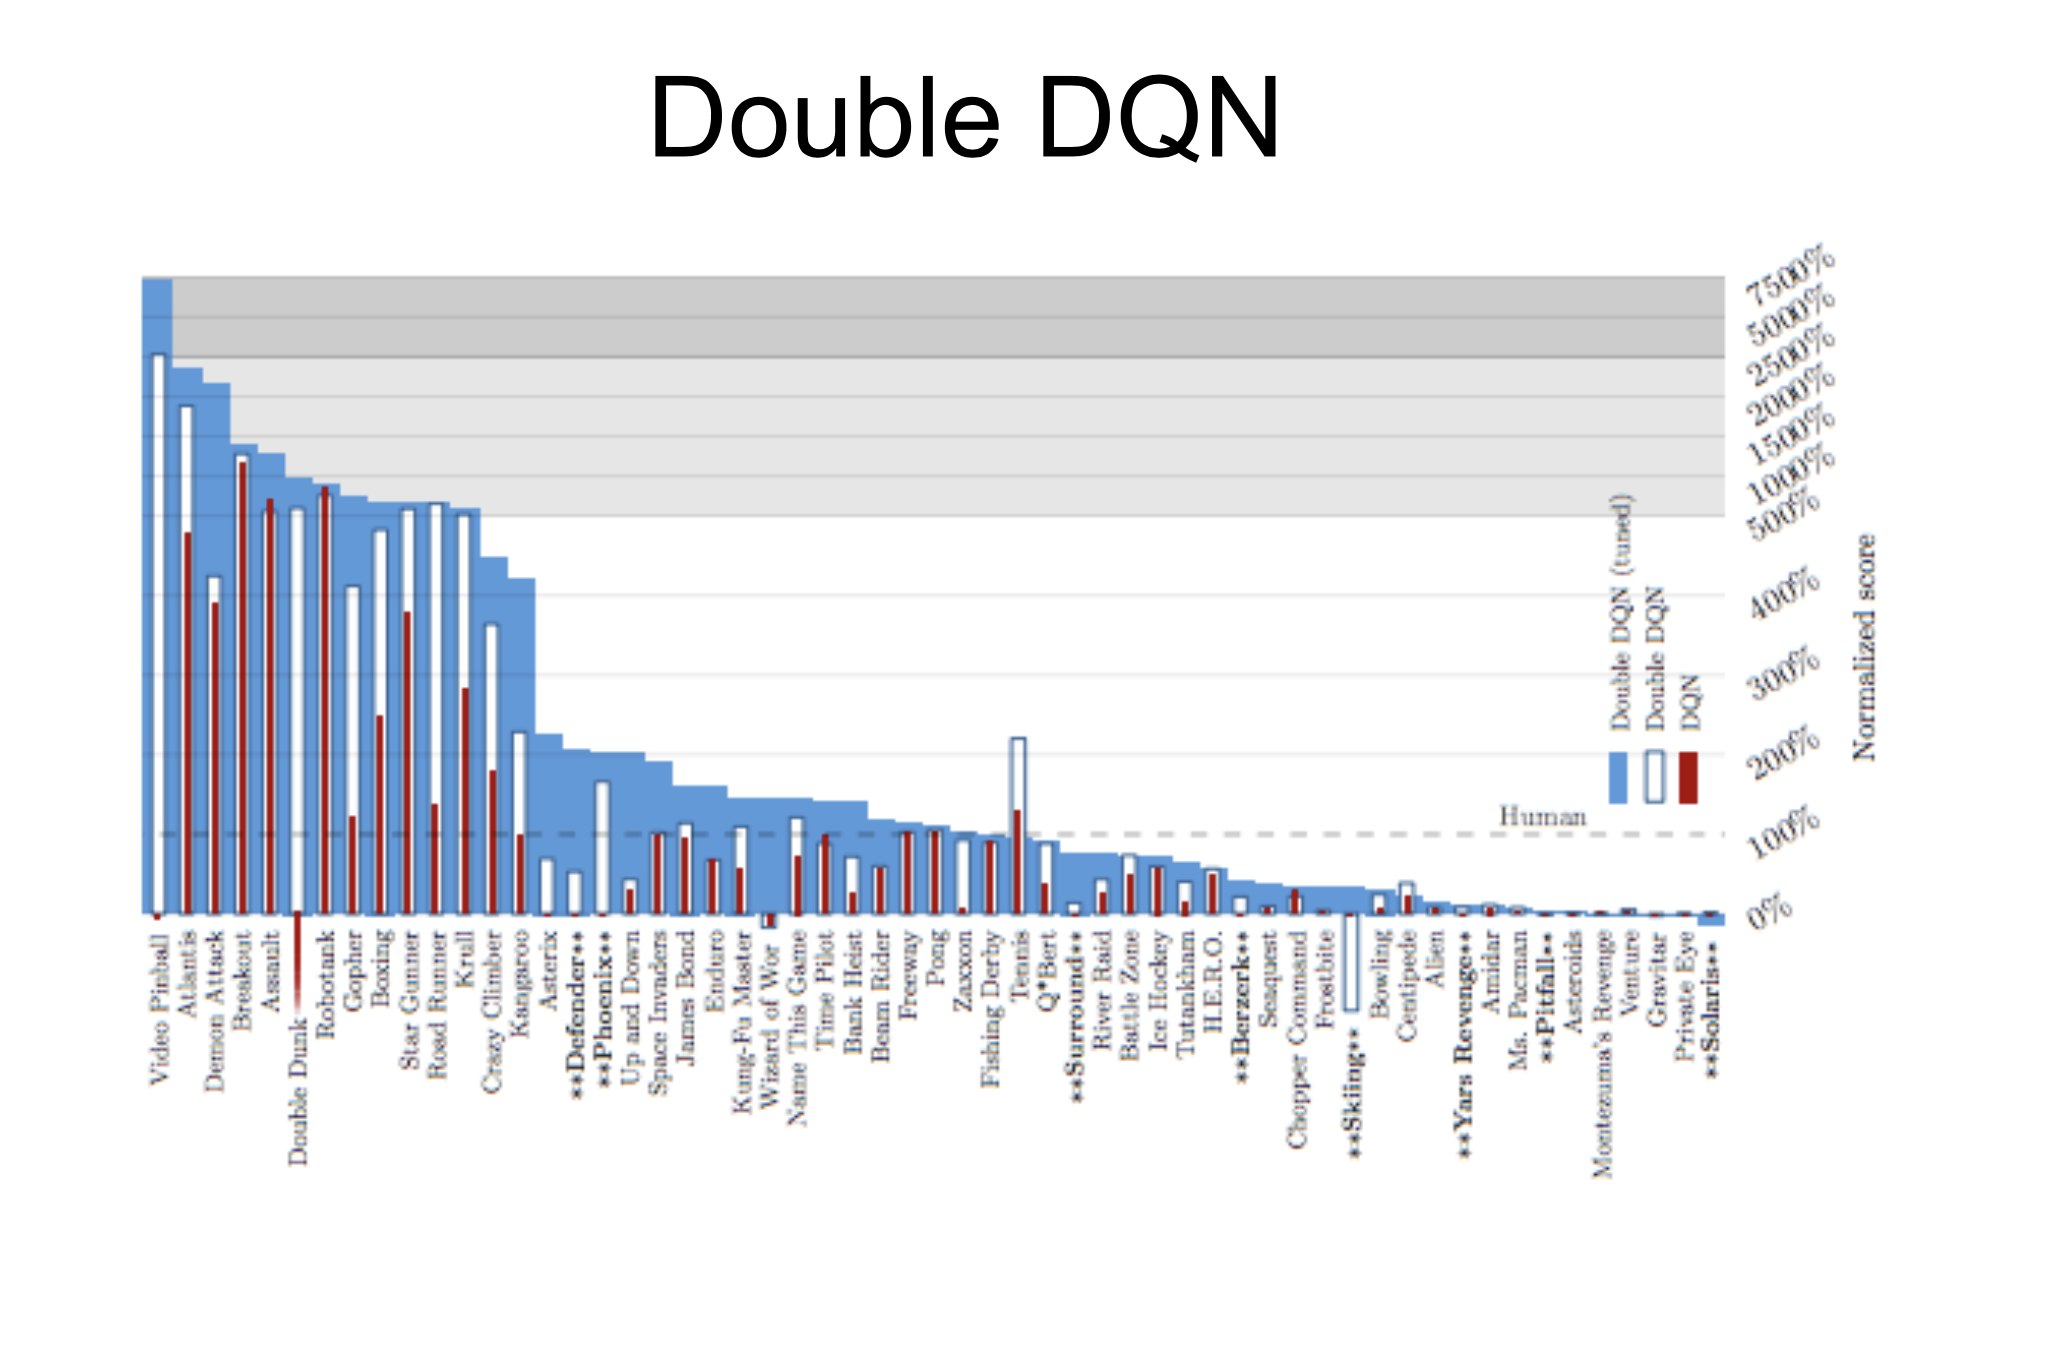 Double DQN
7500%
5000%
2500%
2000%
1500%
1000%
500%
400%
300%
200%
100%
0%
Normalized score
Double DQN (tuned)
Double DQN
DQN
Human
Video Pinball
Atlantis
Demon Attack
Breakout
Assault
Double Dunk
Robotank
Gopher
Boxing
Star Gunner
Road Runner
Krull
Crazy Climber
Kangaroo
Asterix
**Defender**
**Phoenix**
Up and Down
Space Invaders
James Bond
Enduro
Kung-Fu Master
Wizard of Wor
Name This Game
Time Pilot
Bank Heist
Beam Rider
Freeway
Pong
Zaxxon
Fishing Derby
Tennis
Q*Bert
**Surround**
River Raid
Battle Zone
Ice Hockey
Tutankham
H.E.R.O.
**Berzerk**
Seaquest
Chopper Command
Frostbite
**Skiing**
Bowling
Centipede
Alien
**Yars Revenge**
Amidar
Ms. Pacman
**Pitfall**
Asteroids
Montezuma's Revenge
Venture
Gravitar
Private Eye
**Solaris**